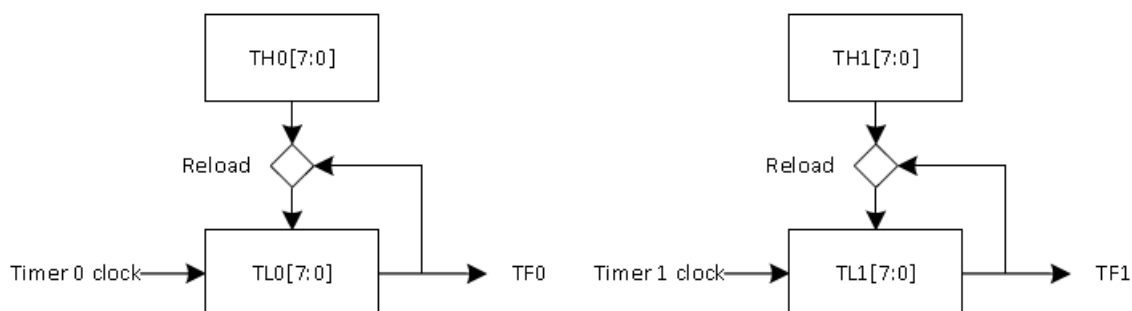 TH0[7:0]
Reload
Timer 0 clock
TL0[7:0]
TF0
TH1[7:0]
Reload
Timer 1 clock
TL1[7:0]
TF1